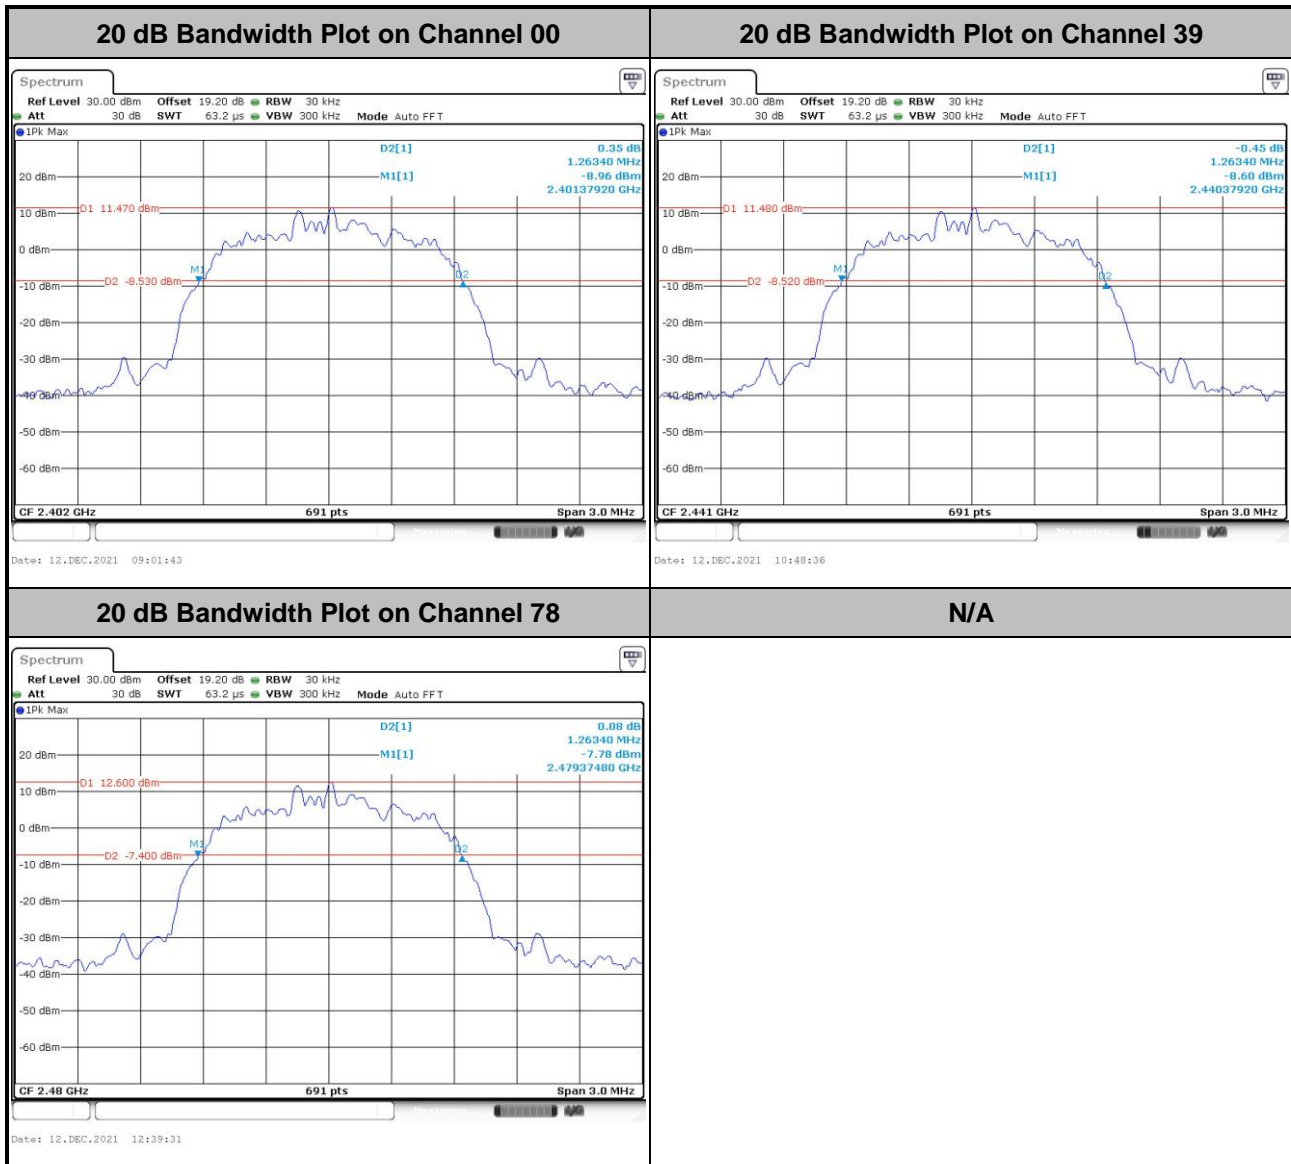 20 dB Bandwidth Plot on Channel 00
20 dB Bandwidth Plot on Channel 39
Spectrum
Ref Level 30.00 dBm Offset 19.20 dB RBW 30 kHz
Att 30 dB SWT 63.2 µs VBW 300 kHz Mode Auto FFT
1Pk Max
D2[1] 0.35 dB
1.26340 MHz
M1[1] -8.96 dBm
2.40137920 GHz
20 dBm
D1 11.470 dBm
10 dBm
0 dBm
M1
D2
D2 -8.530 dBm
-10 dBm
-20 dBm
-30 dBm
-40 dBm
-50 dBm
-60 dBm
CF 2.402 GHz 691 pts Span 3.0 MHz
Date: 12.DEC.2021 09:01:43
Spectrum
Ref Level 30.00 dBm Offset 19.20 dB RBW 30 kHz
Att 30 dB SWT 63.2 µs VBW 300 kHz Mode Auto FFT
1Pk Max
D2[1] -0.45 dB
1.26340 MHz
M1[1] -8.60 dBm
2.44037920 GHz
20 dBm
D1 11.480 dBm
10 dBm
0 dBm
M1
D2
D2 -8.520 dBm
-10 dBm
-20 dBm
-30 dBm
-40 dBm
-50 dBm
-60 dBm
CF 2.441 GHz 691 pts Span 3.0 MHz
Date: 12.DEC.2021 10:48:36
20 dB Bandwidth Plot on Channel 78
N/A
Spectrum
Ref Level 30.00 dBm Offset 19.20 dB RBW 30 kHz
Att 30 dB SWT 63.2 µs VBW 300 kHz Mode Auto FFT
1Pk Max
D2[1] 0.08 dB
1.26340 MHz
M1[1] -7.78 dBm
2.47937480 GHz
20 dBm
D1 12.600 dBm
10 dBm
0 dBm
M1
D2
D2 -7.400 dBm
-10 dBm
-20 dBm
-30 dBm
-40 dBm
-50 dBm
-60 dBm
CF 2.48 GHz 691 pts Span 3.0 MHz
Date: 12.DEC.2021 12:39:31